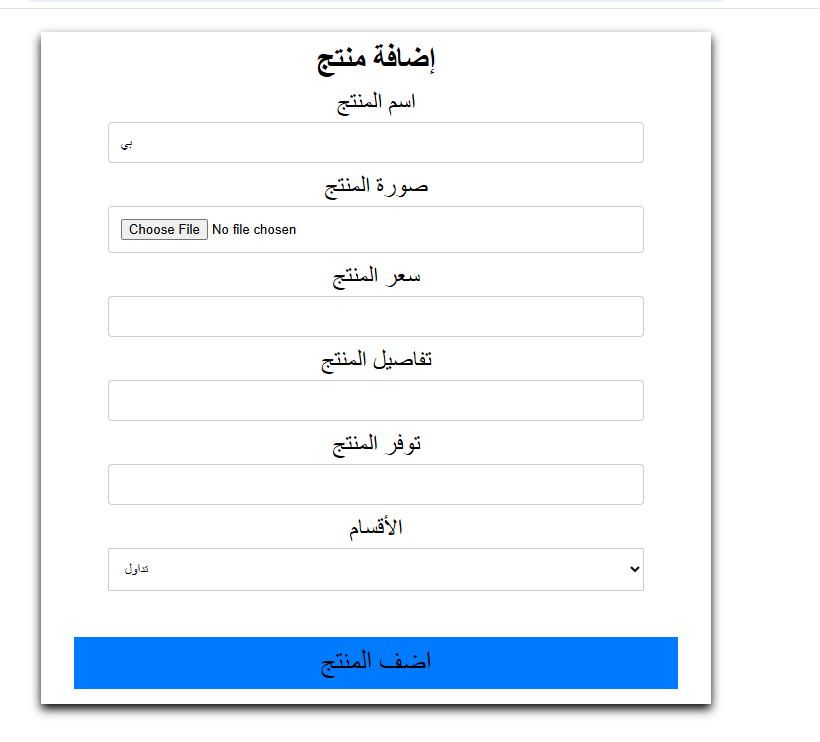 إضافة منتج
اسم المنتج
بي
صورة المنتج
Choose File No file chosen
سعر المنتج
تفاصيل المنتج
توفر المنتج
الأقسام
تداول
اضف المنتج